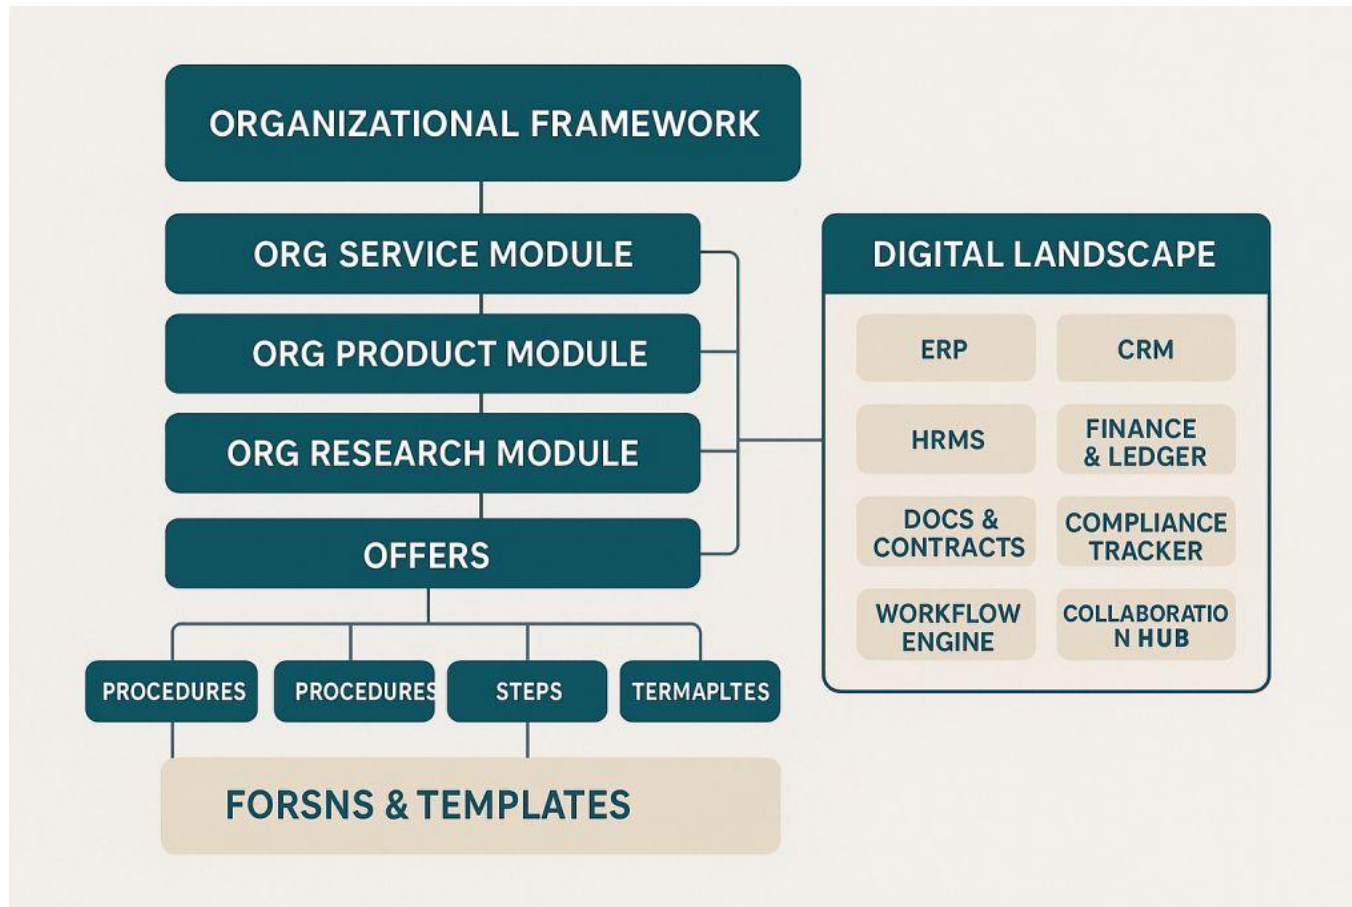 ORGANIZATIONAL FRAMEWORK
ORG SERVICE MODULE
ORG PRODUCT MODULE
ORG RESEARCH MODULE
OFFERS
PROCEDURES
PROCEDURES
STEPS
TERMAPLTES
FORSNS & TEMPLATES
DIGITAL LANDSCAPE
ERP
CRM
HRMS
FINANCE
& LEDGER
DOCS &
CONTRACTS
COMPLIANCE
TRACKER
WORKFLOW
ENGINE
COLLABORATIO
N HUB